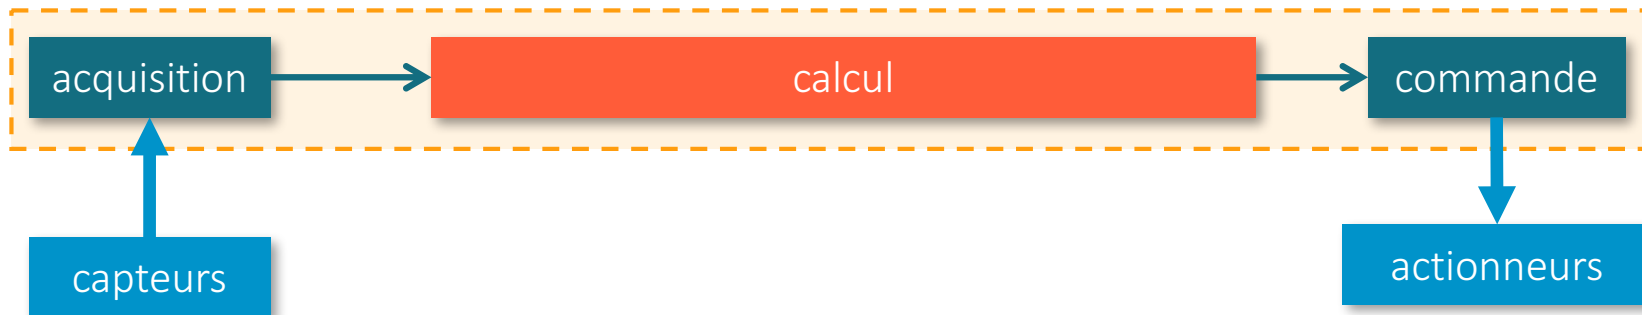 acquisition
calcul
commande
capteurs
actionneurs